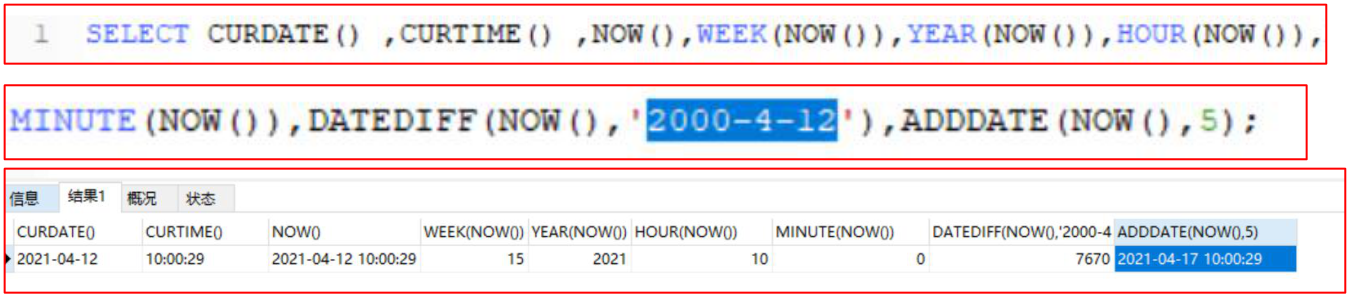 1 SELECT CURDATE() ,CURTIME() ,NOW(),WEEK(NOW()),YEAR(NOW()),HOUR(NOW()),
MINUTE(NOW()),DATEDIFF(NOW(),'2000-4-12'),ADDDATE(NOW(),5);
信息 结果1 概况 状态
CURDATE() CURTIME() NOW() WEEK(NOW()) YEAR(NOW()) HOUR(NOW()) MINUTE(NOW()) DATEDIFF(NOW(),'2000-4 ADDDATE(NOW(),5)
2021-04-12 10:00:29 2021-04-12 10:00:29 15 2021 10 0 7670 2021-04-17 10:00:29